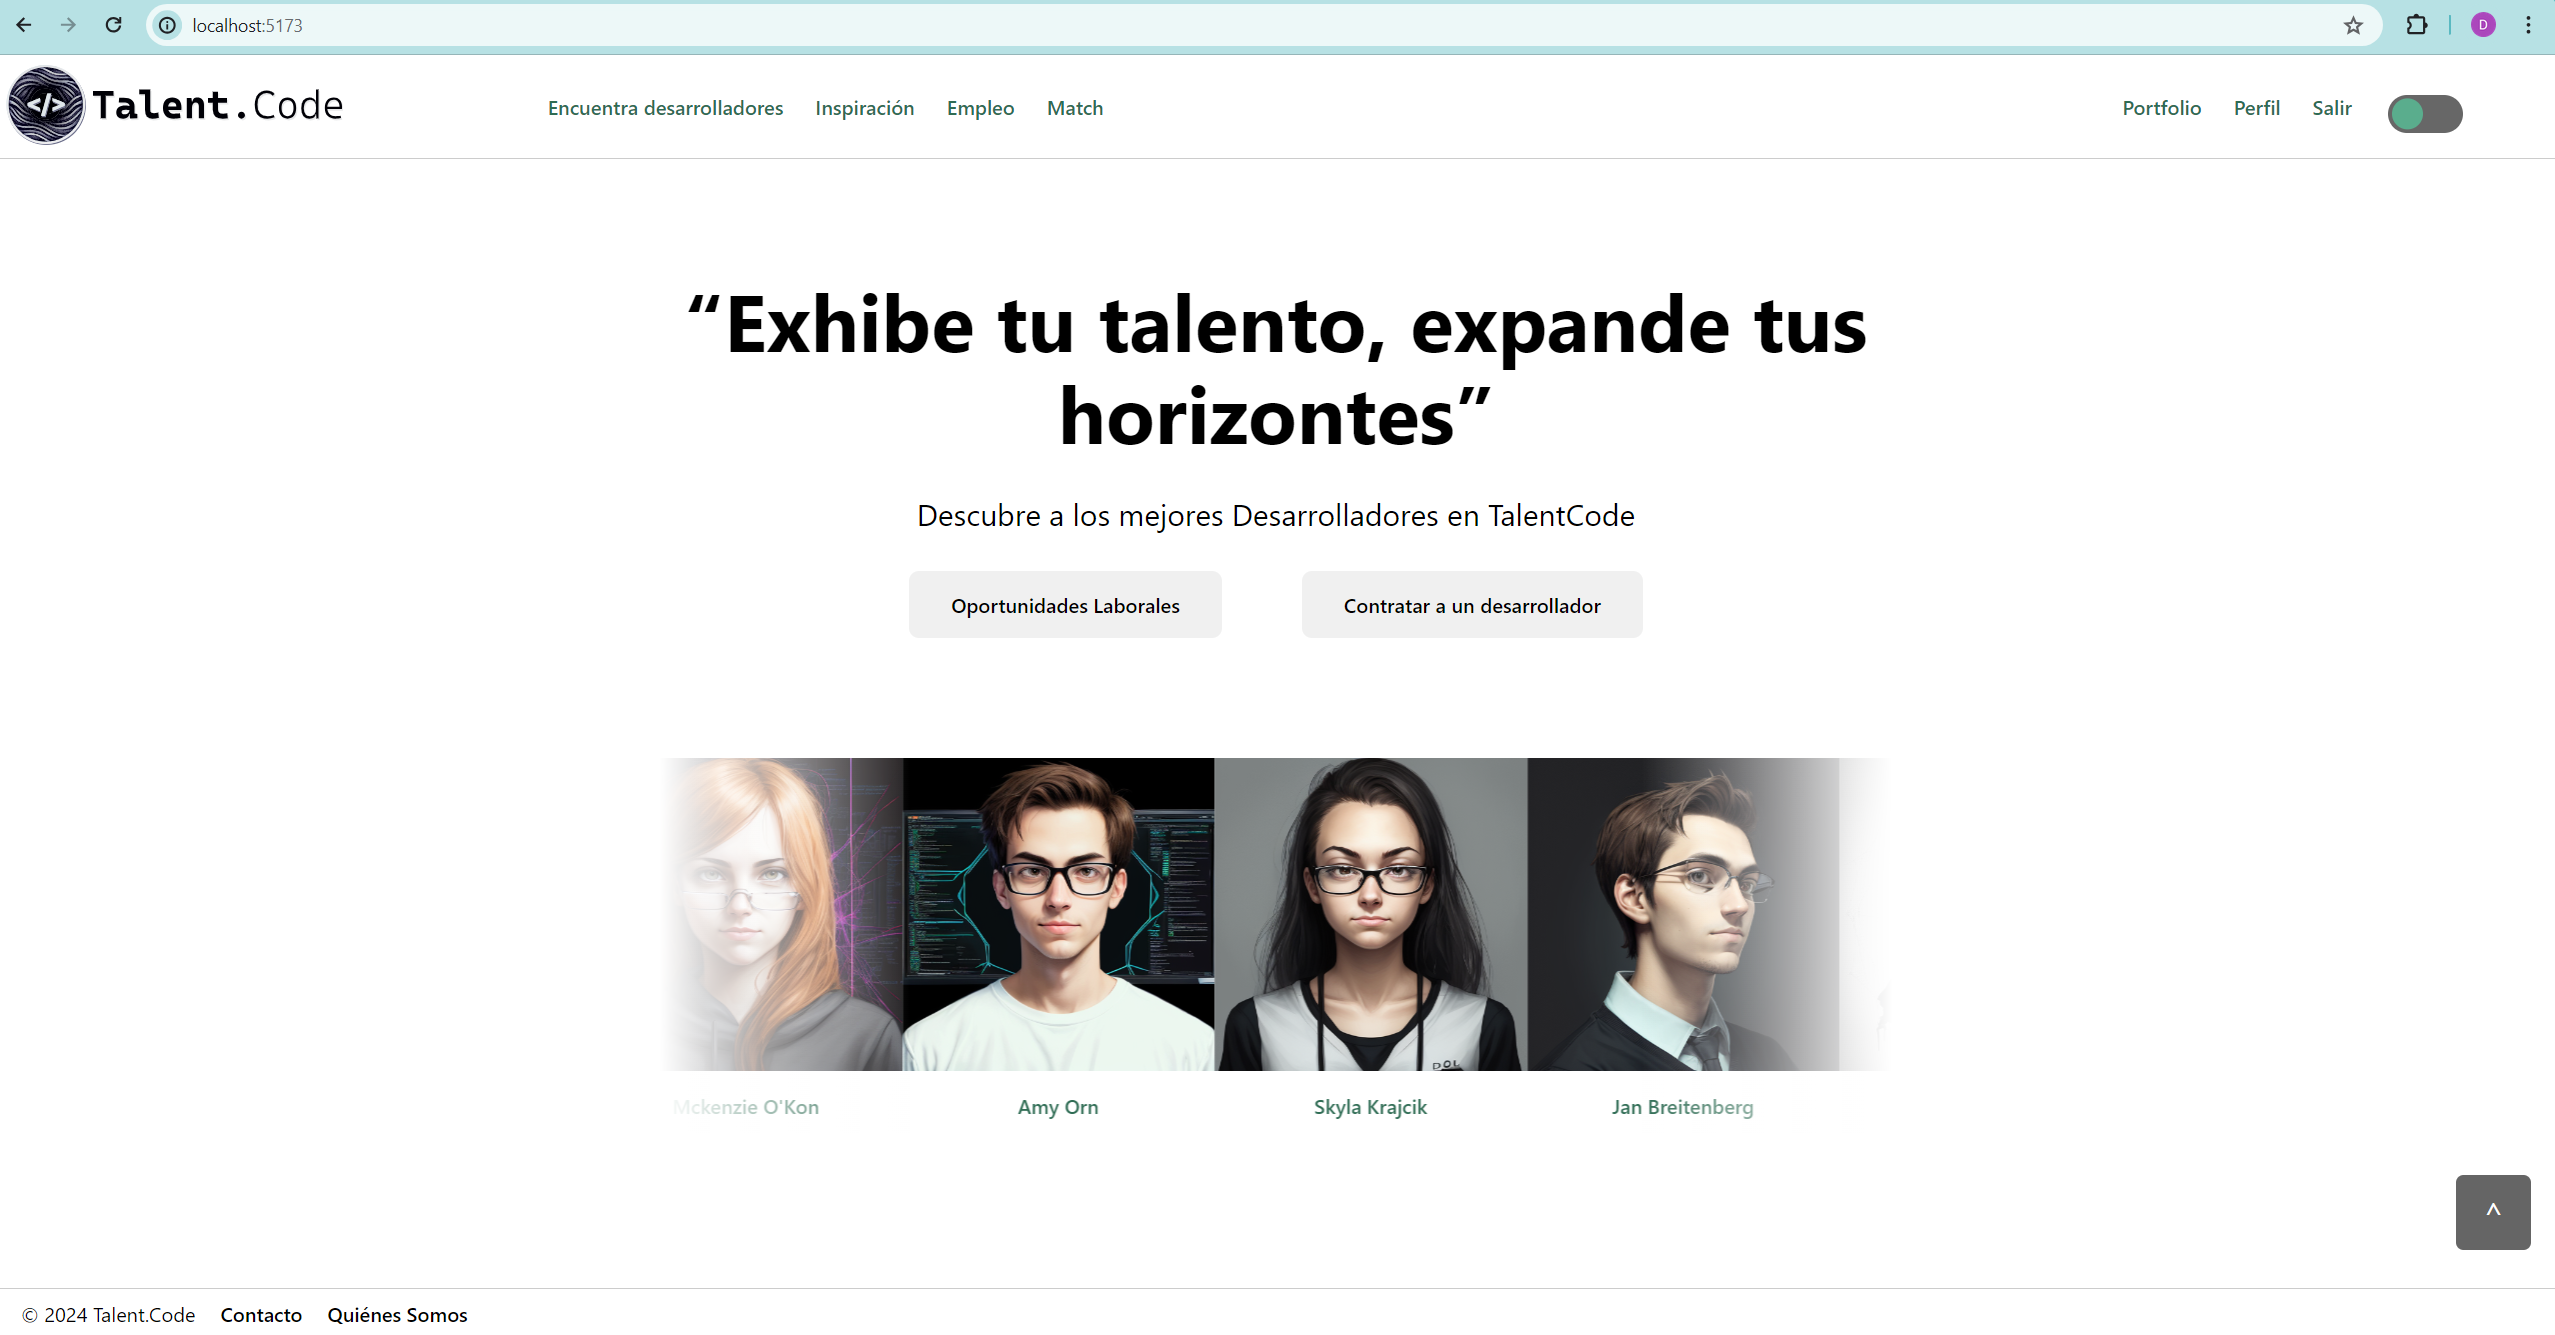 localhost:5173
D
</> Talent.Code
Encuentra desarrolladores Inspiración Empleo Match
Portfolio Perfil Salir
“Exhibe tu talento, expande tus
horizontes”
Descubre a los mejores Desarrolladores en TalentCode
Oportunidades Laborales
Contratar a un desarrollador
DOL
Mckenzie O'Kon
Amy Orn
Skyla Krajcik
Jan Breitenberg
^
© 2024 Talent.Code Contacto Quiénes Somos